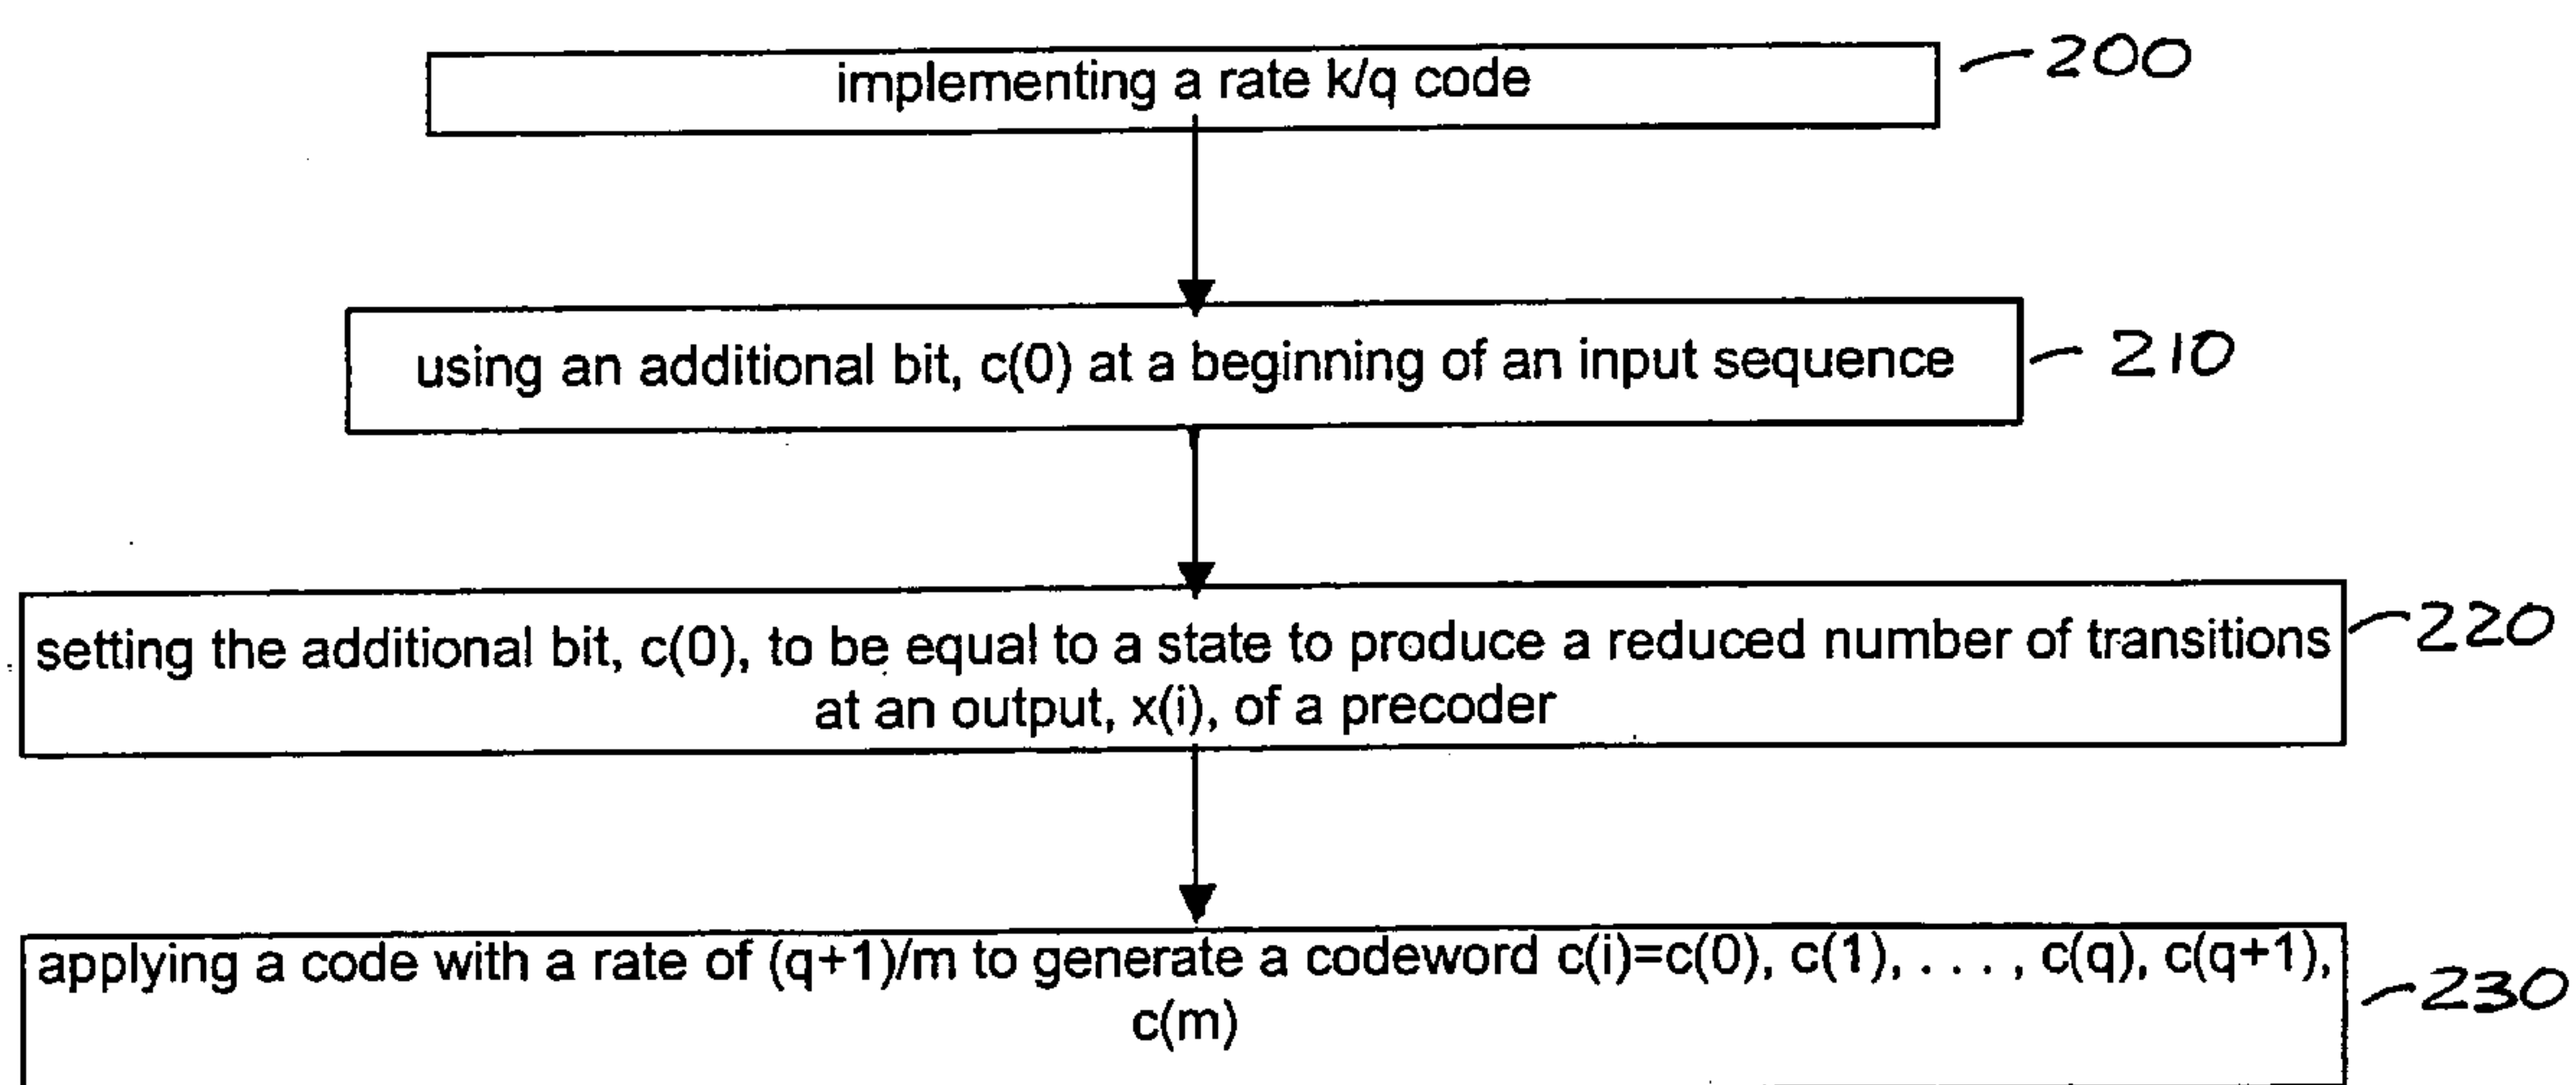 implementing a rate k/q code
200
using an additional bit, c(0) at a beginning of an input sequence
210
setting the additional bit, c(0), to be equal to a state to produce a reduced number of transitions
at an output, x(i), of a precoder
220
applying a code with a rate of (q+1)/m to generate a codeword c(i)=c(0), c(1), . . . , c(q), c(q+1),
c(m)
230